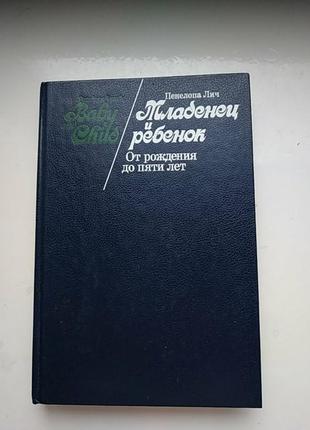 Пенелопа Лич
Baby
Child
Младенец
и
ребенок
От рождения
до пяти лет